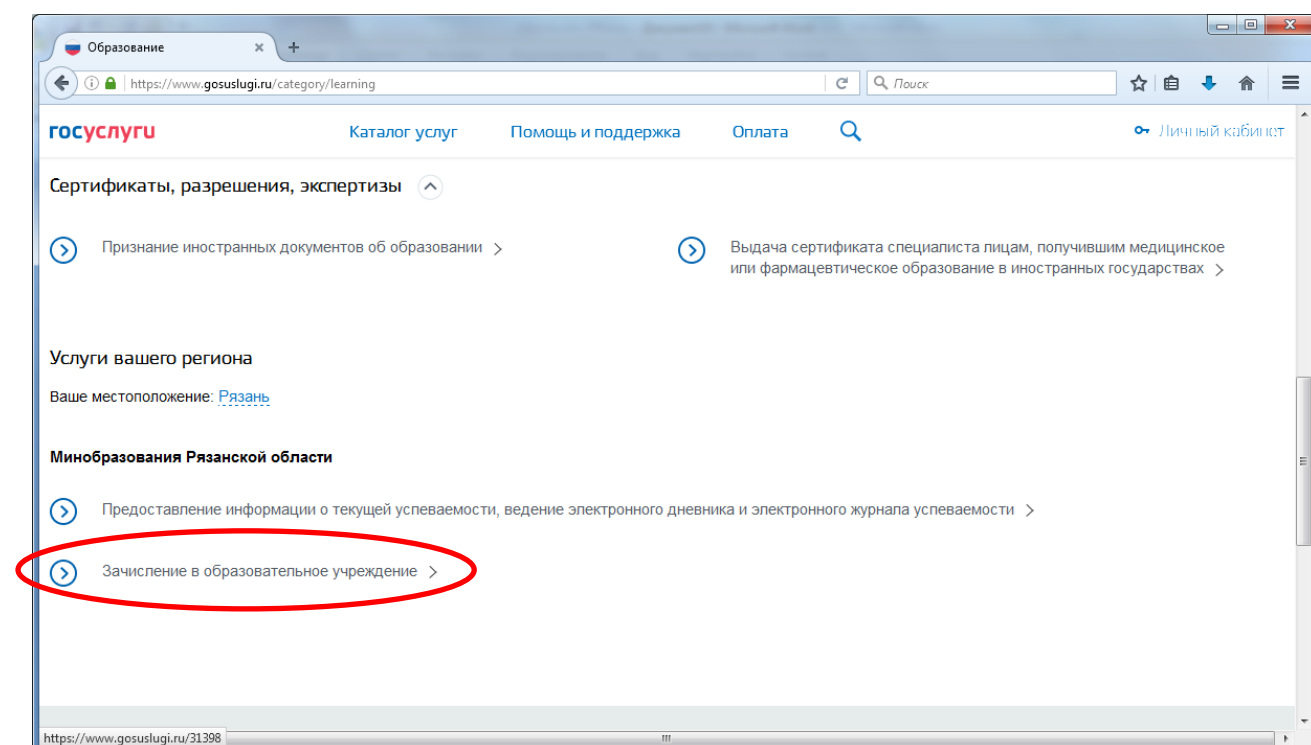 Образование
https://www.gosuslugi.ru/category/learning
Поиск
госуслуги
Каталог услуг
Помощь и поддержка
Оплата
Личный кабинет
Сертификаты, разрешения, экспертизы
Признание иностранных документов об образовании
Выдача сертификата специалиста лицам, получившим медицинское
или фармацевтическое образование в иностранных государствах
Услуги вашего региона
Ваше местоположение: Рязань
Минобразования Рязанской области
Предоставление информации о текущей успеваемости, ведение электронного дневника и электронного журнала успеваемости
Зачисление в образовательное учреждение
https://www.gosuslugi.ru/31398